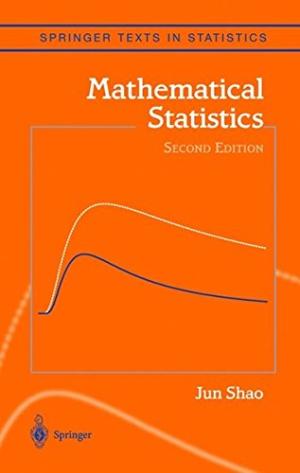 SPRINGER TEXTS IN STATISTICS
Mathematical
Statistics
SECOND EDITION
Jun Shao
Springer